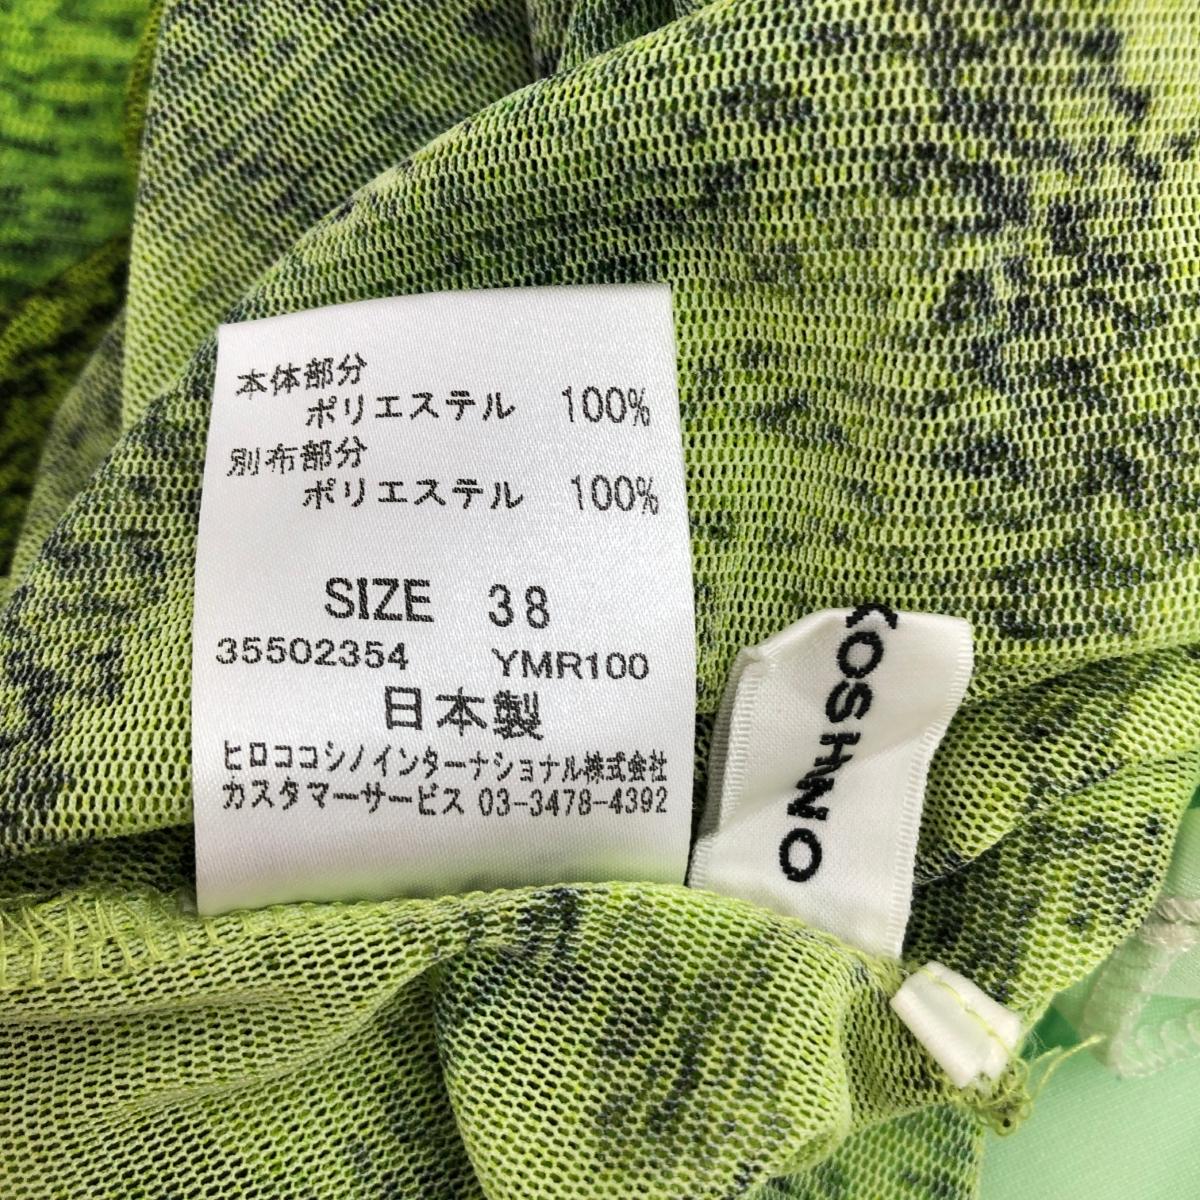 本体部分
ポリエステル 100%
別布部分
ポリエステル 100%
SIZE 38
35502354 YMR100
日本製
ヒロココシノインターナショナル株式会社
カスタマーサービス 03-3478-4392
KOSHNO